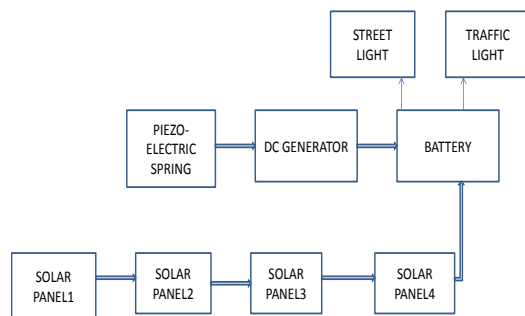 STREET
LIGHT
TRAFFIC
LIGHT
PIEZO-
ELECTRIC
SPRING
DC GENERATOR
BATTERY
SOLAR
PANEL1
SOLAR
PANEL2
SOLAR
PANEL3
SOLAR
PANEL4